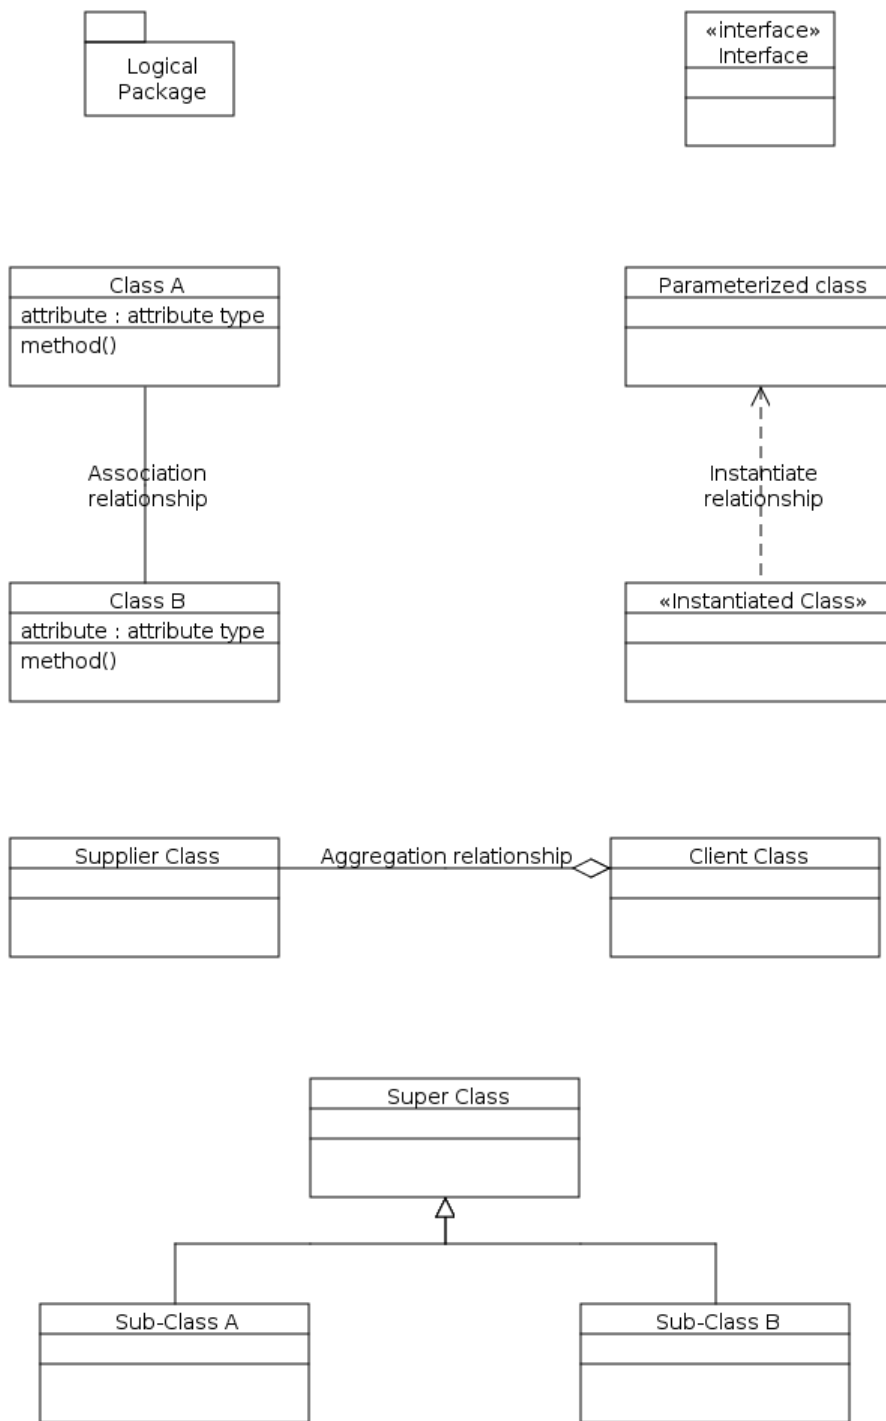 Logical
Package
«interface»
Interface
Class A
attribute : attribute type
method()
Parameterized class
Association
relationship
Instantiate
relationship
Class B
attribute : attribute type
method()
«Instantiated Class»
Supplier Class
Aggregation relationship
Client Class
Super Class
Sub-Class A
Sub-Class B